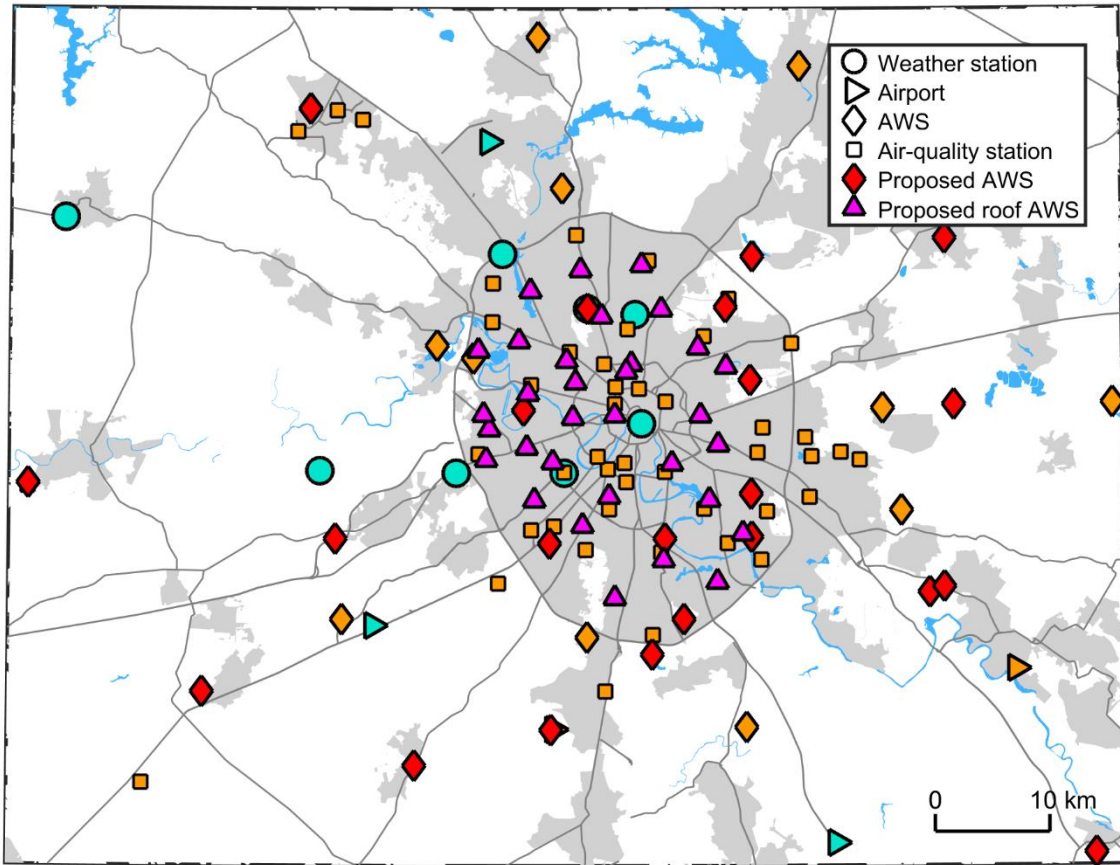 Weather station
Airport
AWS
Air-quality station
Proposed AWS
Proposed roof AWS
0 10 km